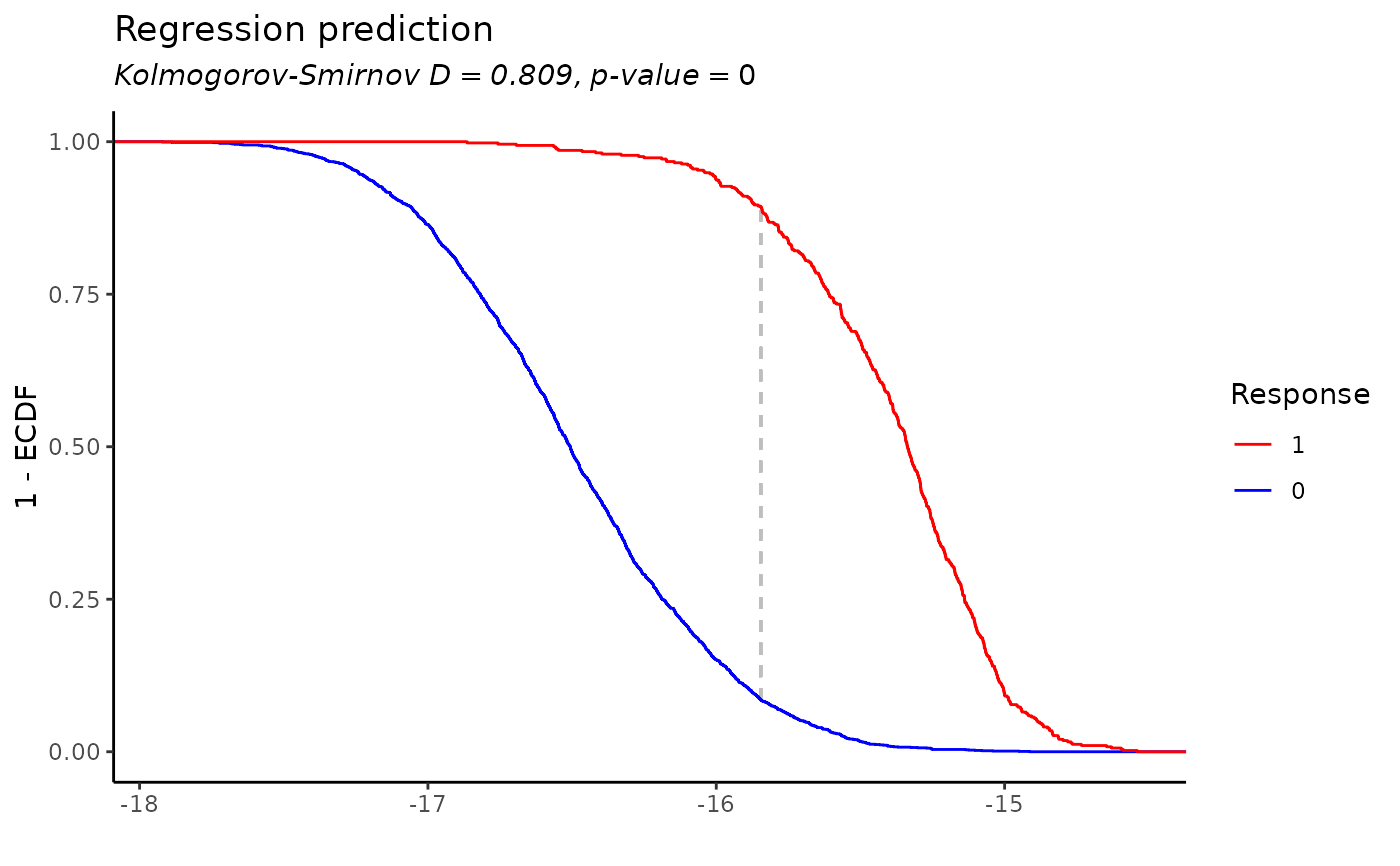 Regression prediction
Kolmogorov-Smirnov D = 0.809, p-value = 0
1 - ECDF
1.00
0.75
0.50
0.25
0.00
-18
-17
-16
-15
Response
1
0